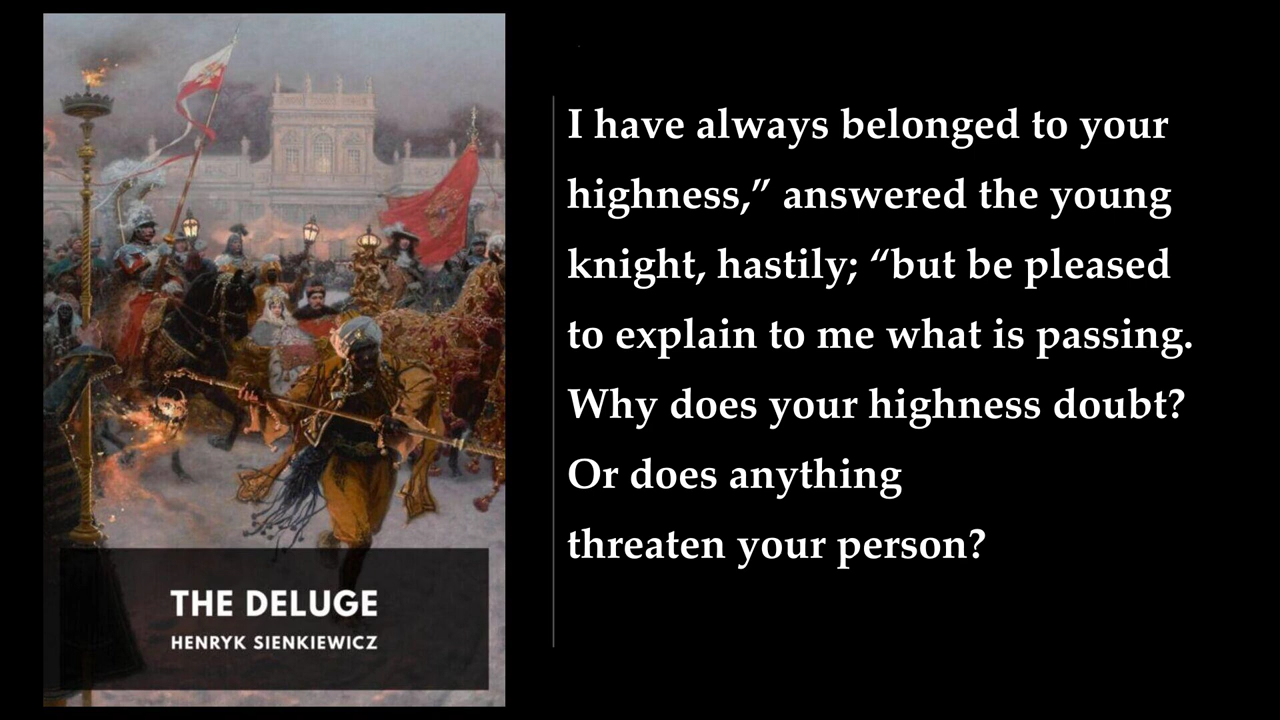 THE DELUGE
HENRYK SIENKIEWICZ
I have always belonged to your
highness,” answered the young
knight, hastily; “but be pleased
to explain to me what is passing.
Why does your highness doubt?
Or does anything
threaten your person?